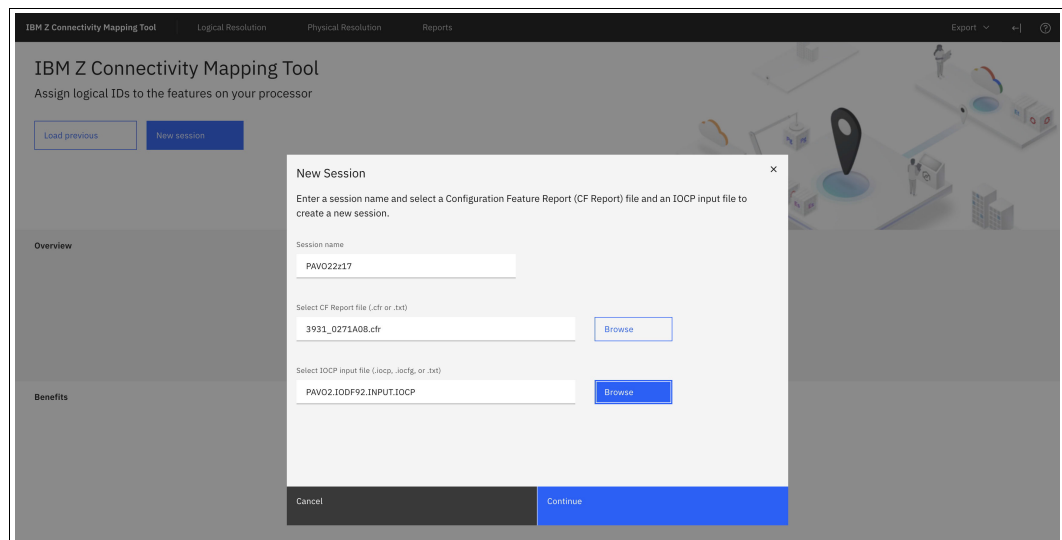 IBM Z Connectivity Mapping Tool
Logical Resolution
Physical Resolution
Reports
Export
IBM Z Connectivity Mapping Tool
Assign logical IDs to the features on your processor
Load previous
New session
New Session
Enter a session name and select a Configuration Feature Report (CF Report) file and an IOCP input file to
create a new session.
Overview
Session name
PAVO22z17
Select CF Report file (.cfr or .txt)
3931_0271A08.cfr
Browse
Select IOCP input file (.iocp, .iocfg, or .txt)
PAVO2.IODF92.INPUT.IOCP
Browse
Benefits
Cancel
Continue